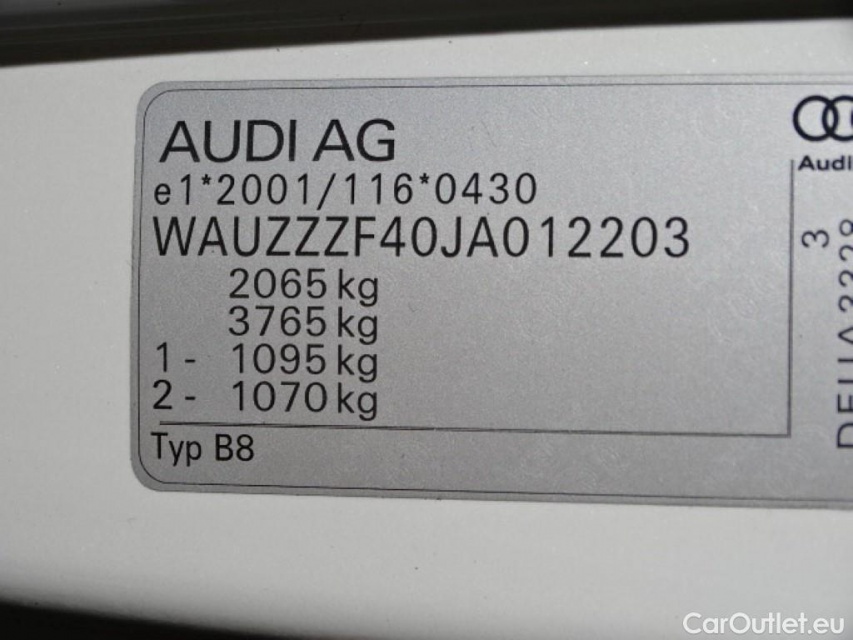 AUDI AG
e1*2001/116*0430
WAUZZZF40JA012203
2065 kg
3765 kg
1 - 1095 kg
2 - 1070 kg
Typ B8
Audi
3
CarOutlet.eu